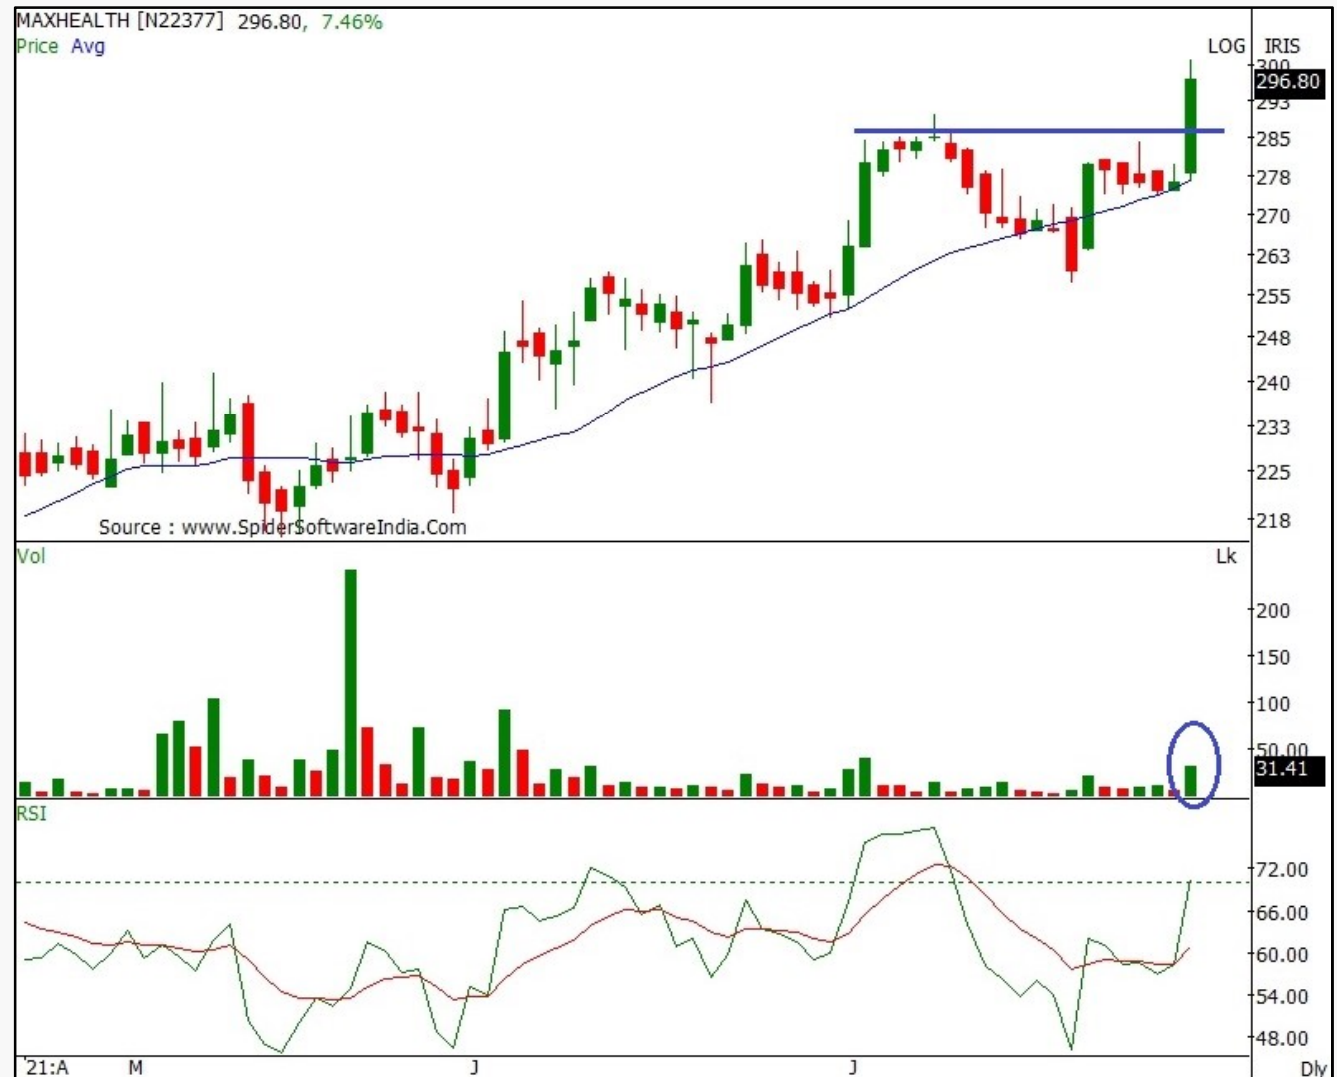 MAXHEALTH [N22377] 296.80, 7.46%
Price Avg
LOG IRIS
300
296.80
293
285
278
270
263
255
248
240
233
225
218
Source : www.SpiderSoftwareIndia.Com
Vol
Lk
200
150
100
50.00
31.41
RSI
72.00
66.00
60.00
54.00
48.00
'21:A M J J Dly